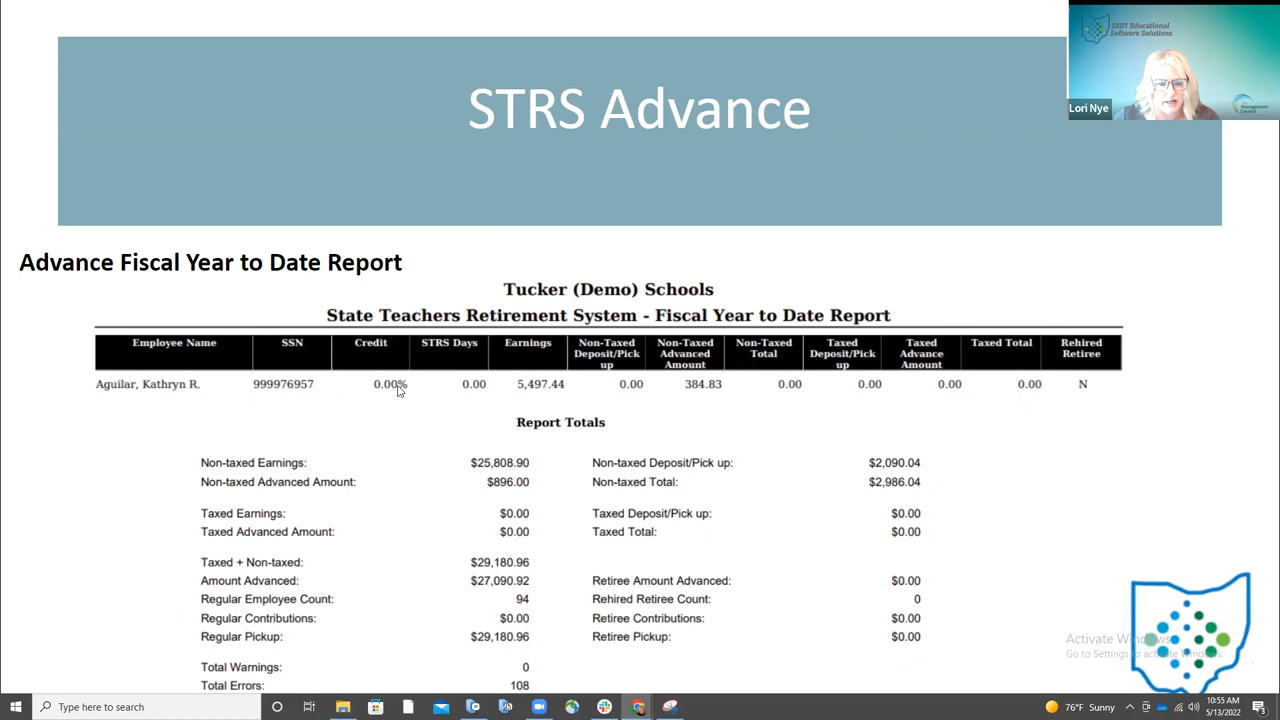 SSDT Educational
Software Solutions
STRS Advance
Lori Nye
Management
Council
Advance Fiscal Year to Date Report
Tucker (Demo) Schools
State Teachers Retirement System - Fiscal Year to Date Report
Employee Name SSN Credit STRS Days Earnings Non-Taxed Deposit/Pick up Non-Taxed Advanced Amount Non-Taxed Total Taxed Deposit/Pick up Taxed Advance Amount Taxed Total Rehired Retiree
Aguilar, Kathryn R. 999976957 0.00% 0.00 5,497.44 0.00 384.83 0.00 0.00 0.00 0.00 N
Report Totals
Non-taxed Earnings: $25,808.90 Non-taxed Deposit/Pick up: $2,090.04
Non-taxed Advanced Amount: $896.00 Non-taxed Total: $2,986.04
Taxed Earnings: $0.00 Taxed Deposit/Pick up: $0.00
Taxed Advanced Amount: $0.00 Taxed Total: $0.00
Taxed + Non-taxed: $29,180.96
Amount Advanced: $27,090.92 Retiree Amount Advanced: $0.00
Regular Employee Count: 94 Rehired Retiree Count: 0
Regular Contributions: $0.00 Retiree Contributions: $0.00
Regular Pickup: $29,180.96 Retiree Pickup: $0.00
Total Warnings: 0
Total Errors: 108
Activate Windows
Go to Settings to activate Windows.
Type here to search
76°F Sunny
10:55 AM
5/13/2022
3